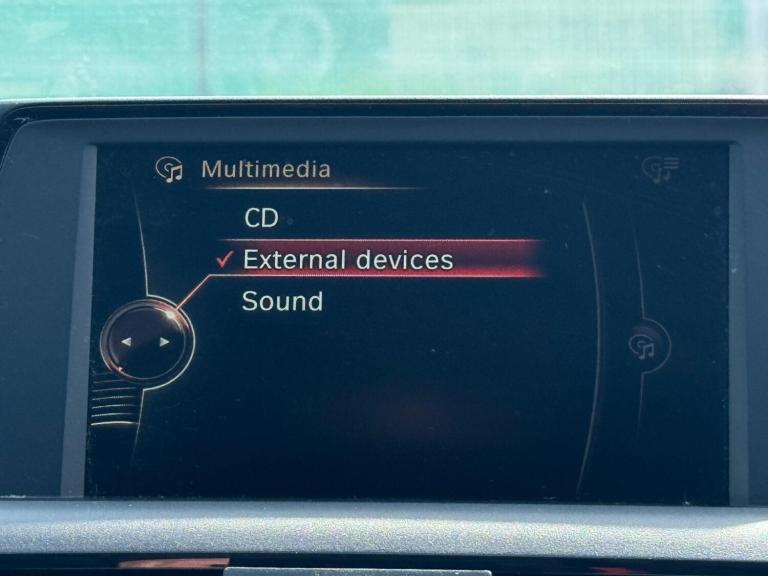 Multimedia
CD
External devices
Sound